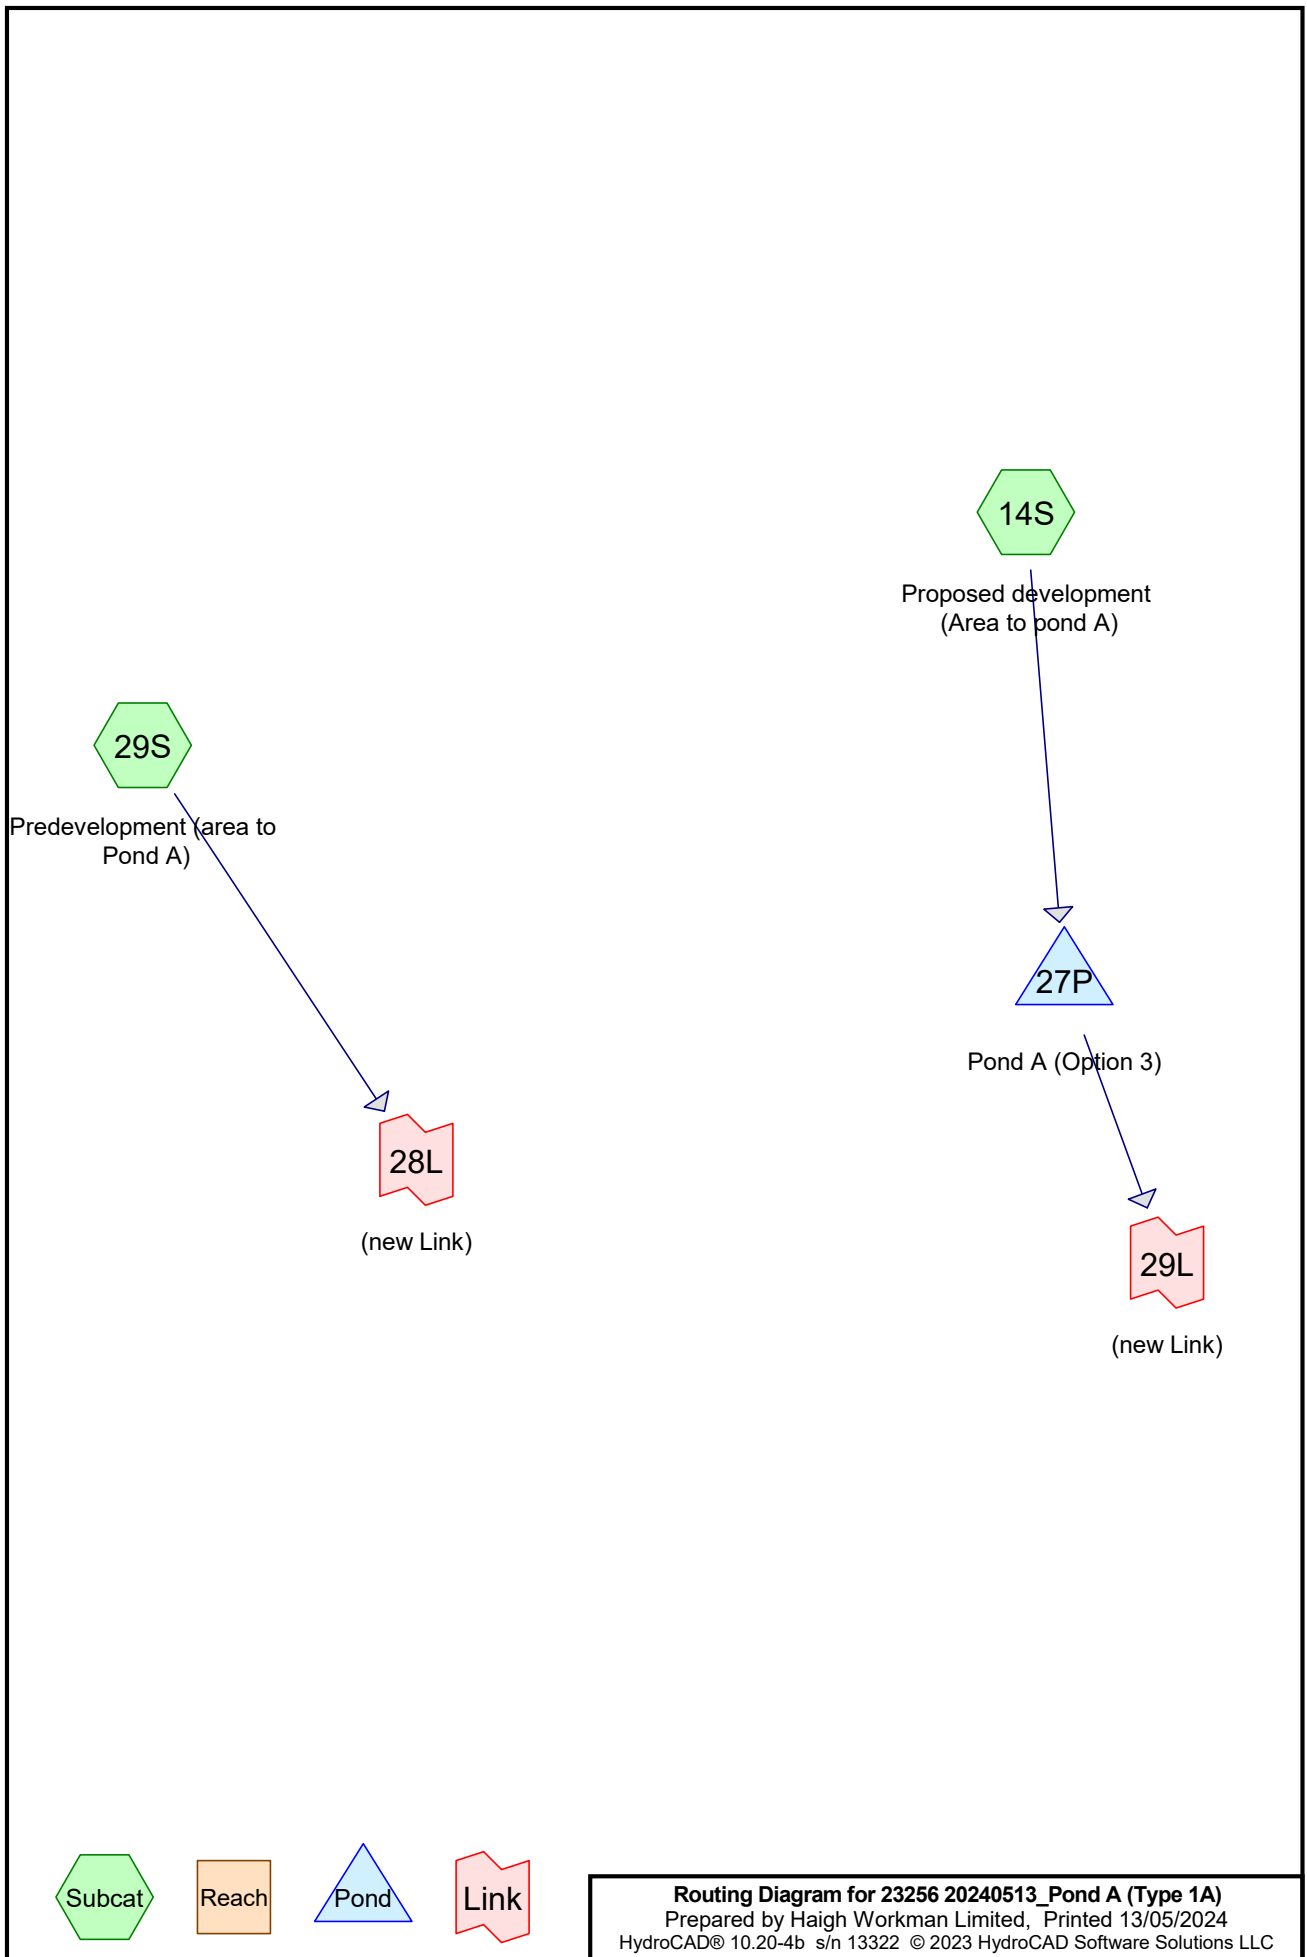 14S
Proposed development
(Area to pond A)
29S
Predevelopment (area to
Pond A)
27P
Pond A (Option 3)
28L
(new Link)
29L
(new Link)
Subcat
Reach
Pond
Link
Routing Diagram for 23256 20240513_Pond A (Type 1A)
Prepared by Haigh Workman Limited, Printed 13/05/2024
HydroCAD® 10.20-4b s/n 13322 © 2023 HydroCAD Software Solutions LLC